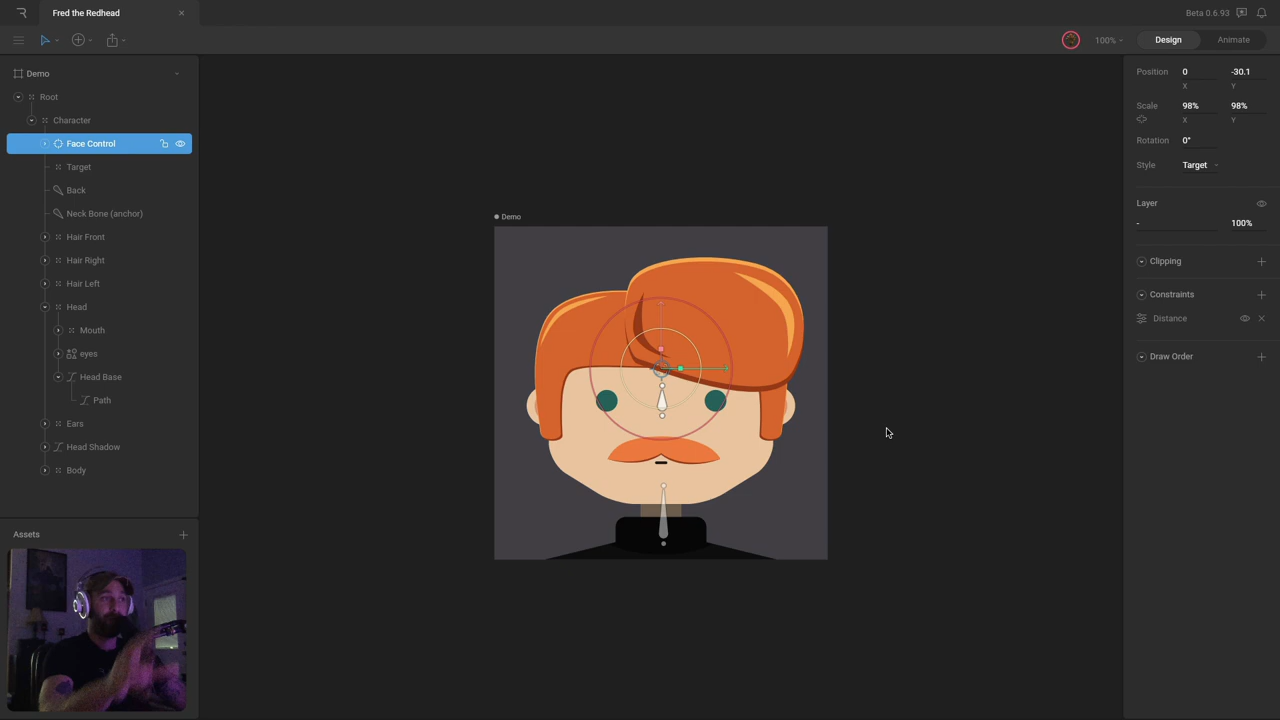 Fred the Redhead
Beta 0.6.93
100%
Design
Animate
Demo
Root
Character
Face Control
Target
Back
Neck Bone (anchor)
Hair Front
Hair Right
Hair Left
Head
Mouth
eyes
Head Base
Path
Ears
Head Shadow
Body
Assets
Demo
Position 0 -30.1
X Y
Scale 98% 98%
X Y
Rotation 0°
Style Target
Layer
- 100%
Clipping
Constraints
Distance
Draw Order